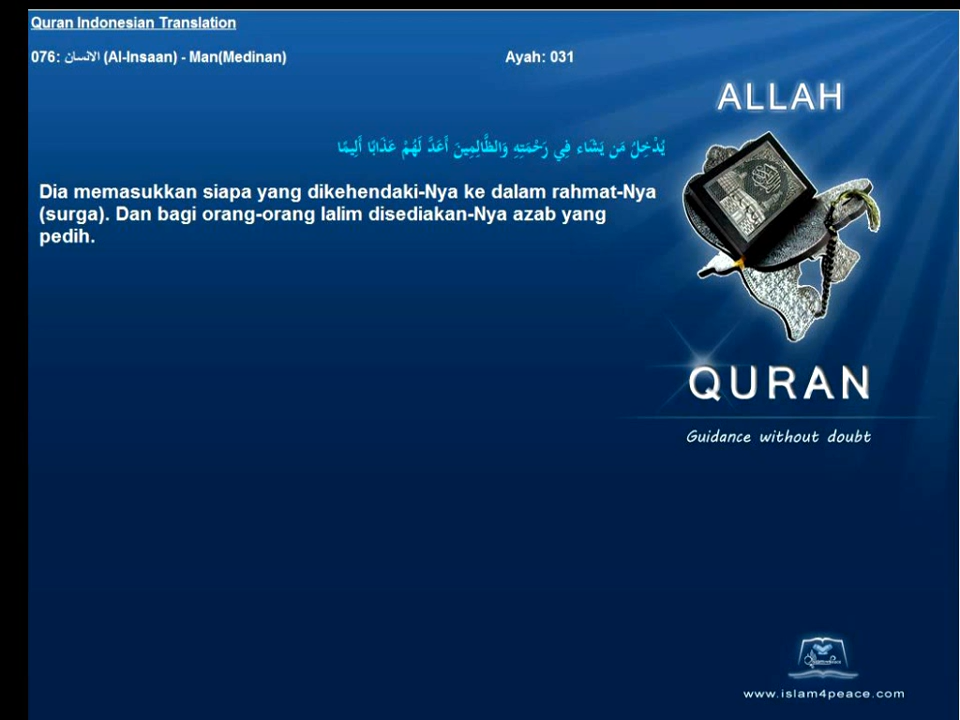 Quran Indonesian Translation
076: الانسان (Al-Insaan) - Man(Medinan) Ayah: 031
ALLAH
يُدْخِلُ مَن يَشَاء فِي رَحْمَتِهِ وَالظَّالِمِينَ أَعَدَّ لَهُمْ عَذَابًا أَلِيمًا
Dia memasukkan siapa yang dikehendaki-Nya ke dalam rahmat-Nya
(surga). Dan bagi orang-orang lalim disediakan-Nya azab yang
pedih.
QURAN
Guidance without doubt
www.islam4peace.com